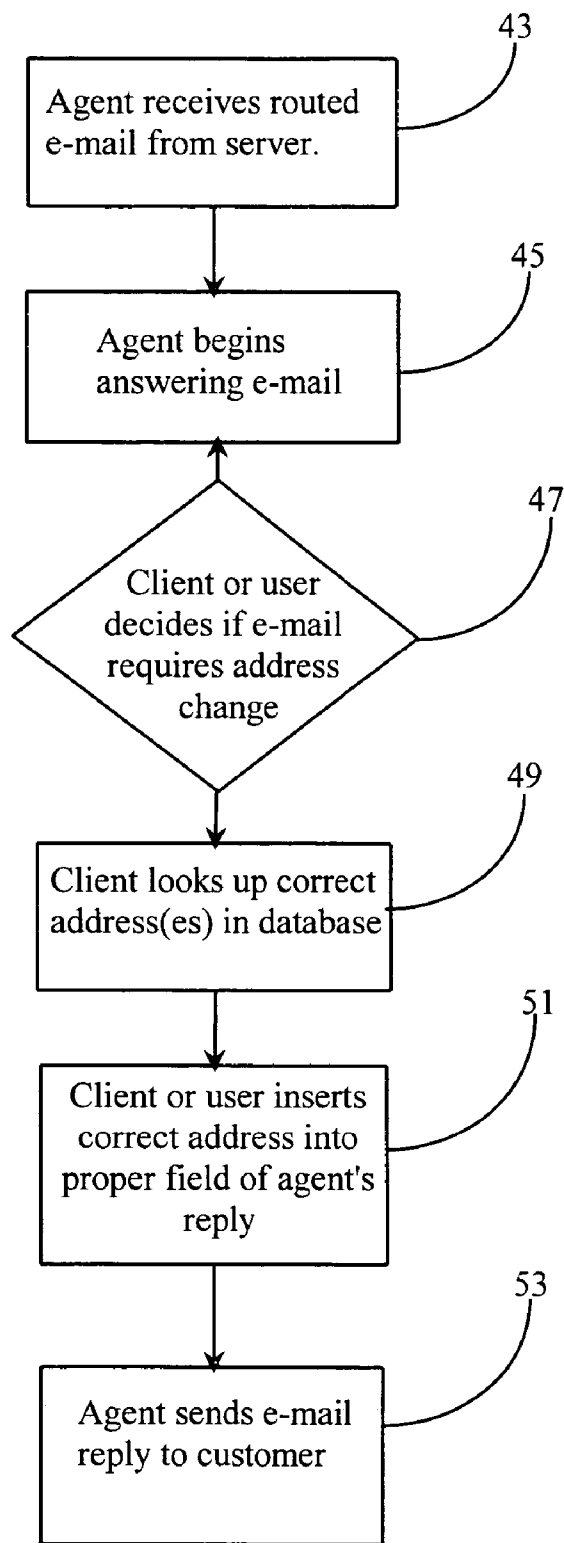 43
Agent receives routed
e-mail from server.
45
Agent begins
answering e-mail
47
Client or user
decides if e-mail
requires address
change
49
Client looks up correct
address(es) in database
51
Client or user inserts
correct address into
proper field of agent's
reply
53
Agent sends e-mail
reply to customer